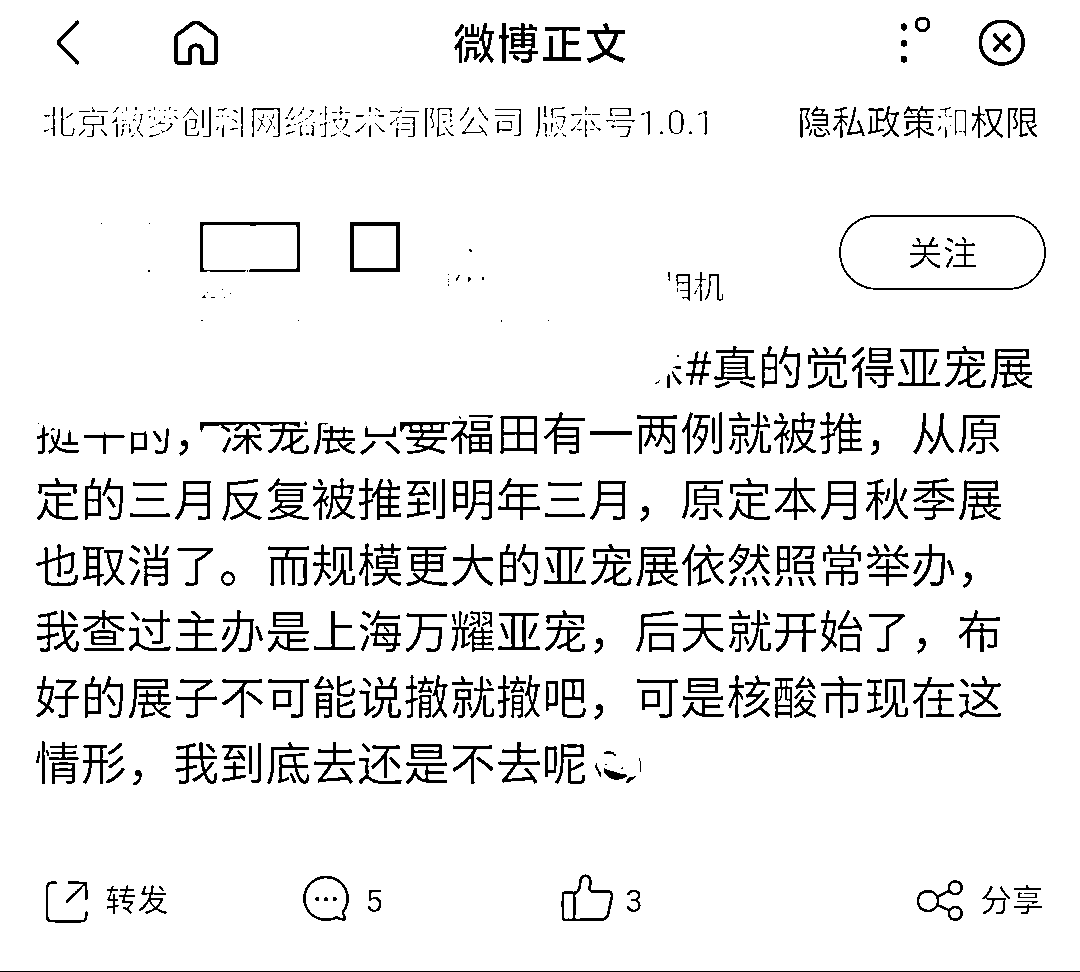 微博正文
北京微梦创科网络技术有限公司 版本号1.0.1
隐私政策和权限
关注
相机
#真的觉得亚宠展
挺牛的，深宠展只要福田有一两例就被推，从原
定的三月反复被推到明年三月，原定本月秋季展
也取消了。而规模更大的亚宠展依然照常举办，
我查过主办是上海万耀亚宠，后天就开始了，布
好的展子不可能说撤就撤吧，可是核酸市现在这
情形，我到底去还是不去呢
转发
5
3
分享